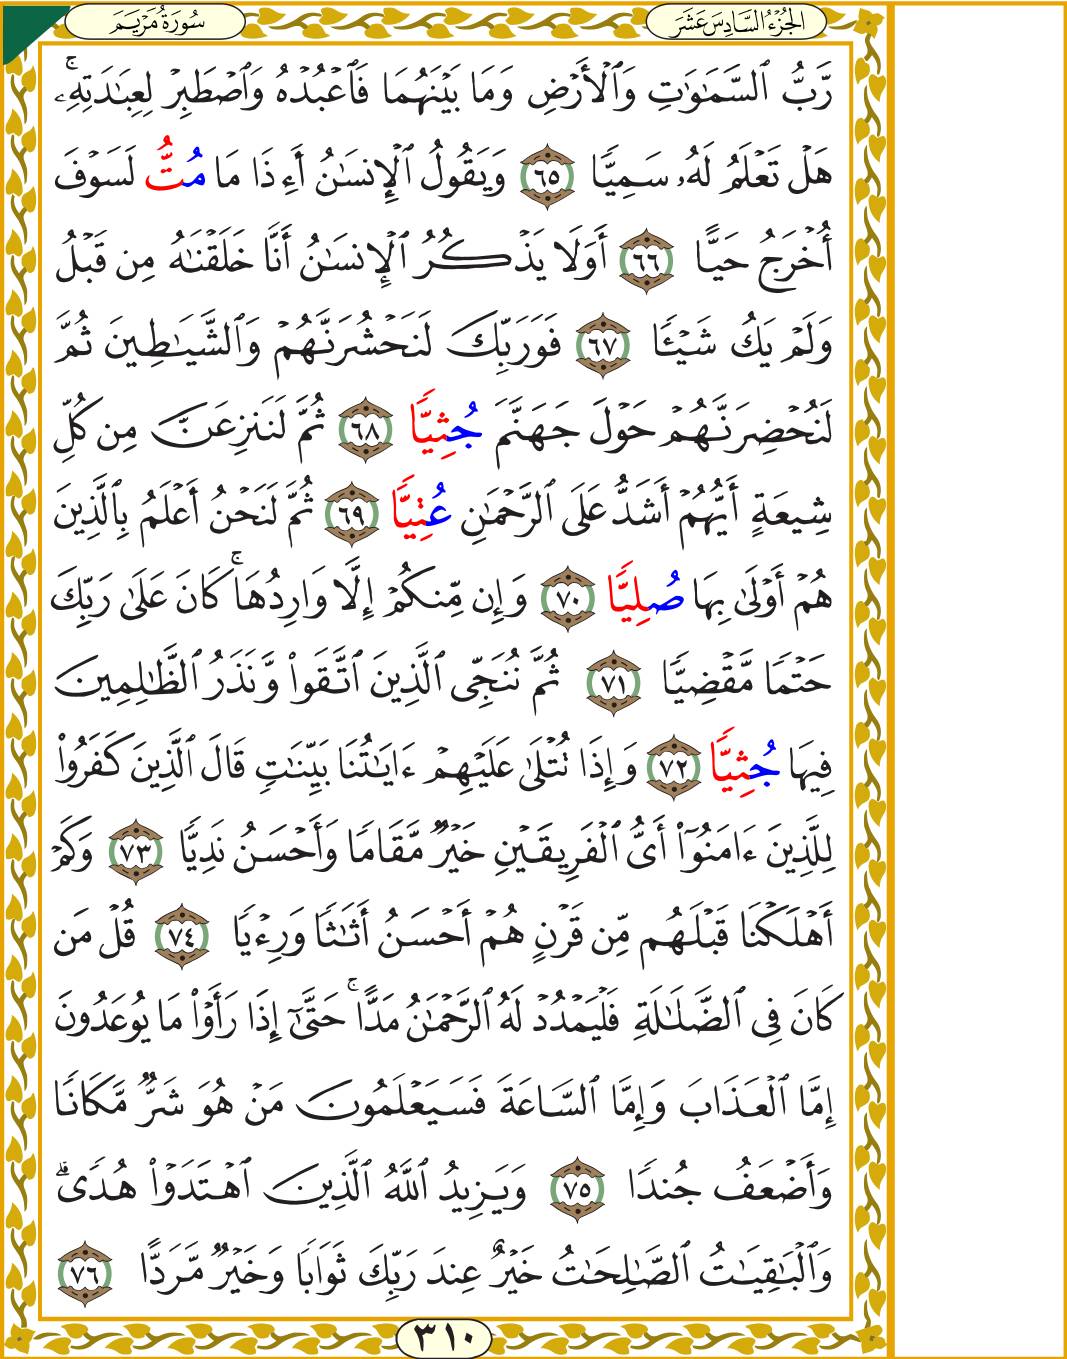 سُورَةُ مَرْيَمَ
الجُزْءُ السَّادِسَ عَشَرَ
رَّبُّ ٱلسَّمَـٰوَٰتِ وَٱلْأَرْضِ وَمَا بَيْنَهُمَا فَٱعْبُدْهُ وَٱصْطَبِرْ لِعِبَـٰدَتِهِۦۚ
هَلْ تَعْلَمُ لَهُۥ سَمِيًّا ٦٥ وَيَقُولُ ٱلْإِنسَـٰنُ أَءِذَا مَا مُتُّ لَسَوْفَ
أُخْرَجُ حَيًّا ٦٦ أَوَلَا يَذْكُرُ ٱلْإِنسَـٰنُ أَنَّا خَلَقْنَـٰهُ مِن قَبْلُ
وَلَمْ يَكُ شَيْـًٔا ٦٧ فَوَرَبِّكَ لَنَحْشُرَنَّهُمْ وَٱلشَّيَـٰطِينَ ثُمَّ
لَنُحْضِرَنَّهُمْ حَوْلَ جَهَنَّمَ جُثِيًّا ٦٨ ثُمَّ لَنَنزِعَنَّ مِن كُلِّ
شِيعَةٍ أَيُّهُمْ أَشَدُّ عَلَى ٱلرَّحْمَـٰنِ عُتِيًّا ٦٩ ثُمَّ لَنَحْنُ أَعْلَمُ بِٱلَّذِينَ
هُمْ أَوْلَىٰ بِهَا صُلِيًّا ٧٠ وَإِن مِّنكُمْ إِلَّا وَارِدُهَاۚ كَانَ عَلَىٰ رَبِّكَ
حَتْمًا مَّقْضِيًّا ٧١ ثُمَّ نُنَجِّى ٱلَّذِينَ ٱتَّقَوا۟ وَّنَذَرُ ٱلظَّـٰلِمِينَ
فِيهَا جُثِيًّا ٧٢ وَإِذَا تُتْلَىٰ عَلَيْهِمْ ءَايَـٰتُنَا بَيِّنَـٰتٍ قَالَ ٱلَّذِينَ كَفَرُوا۟
لِلَّذِينَ ءَامَنُوٓا۟ أَىُّ ٱلْفَرِيقَيْنِ خَيْرٌ مَّقَامًا وَأَحْسَنُ نَدِيًّا ٧٣ وَكَمْ
أَهْلَكْنَا قَبْلَهُم مِّن قَرْنٍ هُمْ أَحْسَنُ أَثَـٰثًا وَرِءْيًا ٧٤ قُلْ مَن
كَانَ فِى ٱلضَّلَـٰلَةِ فَلْيَمْدُدْ لَهُ ٱلرَّحْمَـٰنُ مَدًّاۚ حَتَّىٰٓ إِذَا رَأَوْا۟ مَا يُوعَدُونَ
إِمَّا ٱلْعَذَابَ وَإِمَّا ٱلسَّاعَةَ فَسَيَعْلَمُونَ مَنْ هُوَ شَرٌّ مَّكَانًا
وَأَضْعَفُ جُندًا ٧٥ وَيَزِيدُ ٱللَّهُ ٱلَّذِينَ ٱهْتَدَوْا۟ هُدًىۗ
وَٱلْبَـٰقِيَـٰتُ ٱلصَّـٰلِحَـٰتُ خَيْرٌ عِندَ رَبِّكَ ثَوَابًا وَخَيْرٌ مَّرَدًّا ٧٦
٣١٠